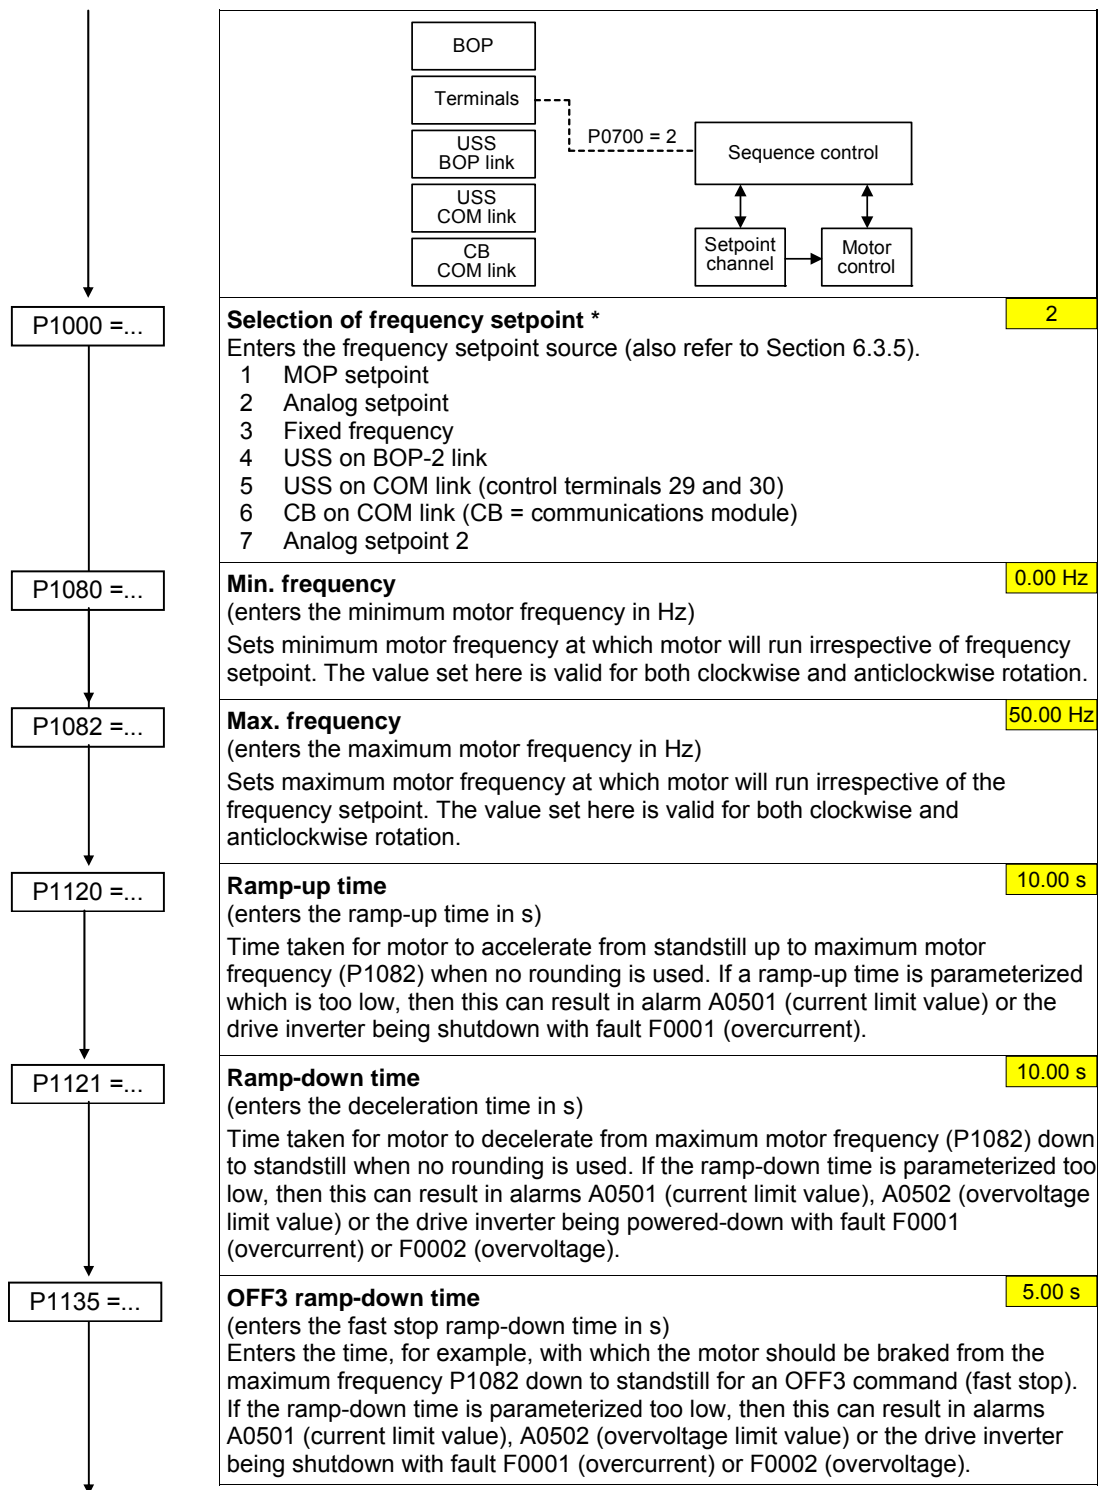 BOP
Terminals
P0700 = 2
USS
BOP link
Sequence control
USS
COM link
CB
COM link
Setpoint
channel
Motor
control
P1000 =...
Selection of frequency setpoint *
2
Enters the frequency setpoint source (also refer to Section 6.3.5).
1 MOP setpoint
2 Analog setpoint
3 Fixed frequency
4 USS on BOP-2 link
5 USS on COM link (control terminals 29 and 30)
6 CB on COM link (CB = communications module)
7 Analog setpoint 2
P1080 =...
Min. frequency
0.00 Hz
(enters the minimum motor frequency in Hz)
Sets minimum motor frequency at which motor will run irrespective of frequency
setpoint. The value set here is valid for both clockwise and anticlockwise rotation.
P1082 =...
Max. frequency
50.00 Hz
(enters the maximum motor frequency in Hz)
Sets maximum motor frequency at which motor will run irrespective of the
frequency setpoint. The value set here is valid for both clockwise and
anticlockwise rotation.
P1120 =...
Ramp-up time
10.00 s
(enters the ramp-up time in s)
Time taken for motor to accelerate from standstill up to maximum motor
frequency (P1082) when no rounding is used. If a ramp-up time is parameterized
which is too low, then this can result in alarm A0501 (current limit value) or the
drive inverter being shutdown with fault F0001 (overcurrent).
P1121 =...
Ramp-down time
10.00 s
(enters the deceleration time in s)
Time taken for motor to decelerate from maximum motor frequency (P1082) down
to standstill when no rounding is used. If the ramp-down time is parameterized too
low, then this can result in alarms A0501 (current limit value), A0502 (overvoltage
limit value) or the drive inverter being powered-down with fault F0001
(overcurrent) or F0002 (overvoltage).
P1135 =...
OFF3 ramp-down time
5.00 s
(enters the fast stop ramp-down time in s)
Enters the time, for example, with which the motor should be braked from the
maximum frequency P1082 down to standstill for an OFF3 command (fast stop).
If the ramp-down time is parameterized too low, then this can result in alarms
A0501 (current limit value), A0502 (overvoltage limit value) or the drive inverter
being shutdown with fault F0001 (overcurrent) or F0002 (overvoltage).